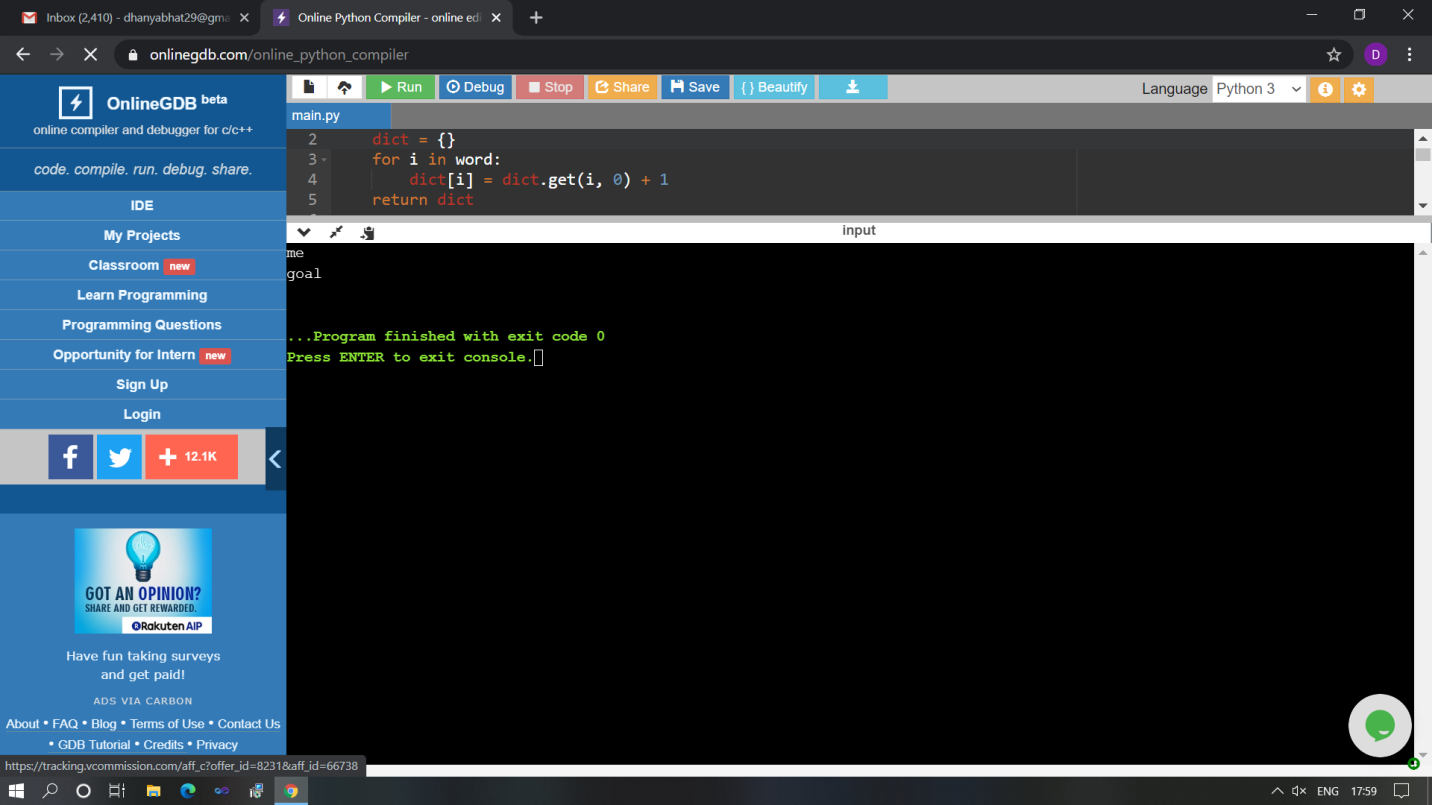 Inbox (2,410) - dhanyabhat29@gma
Online Python Compiler - online edi
onlinegdb.com/online_python_compiler
D
OnlineGDB beta
online compiler and debugger for c/c++
code. compile. run. debug. share.
IDE
My Projects
Classroom new
Learn Programming
Programming Questions
Opportunity for Intern new
Sign Up
Login
12.1K
GOT AN OPINION?
SHARE AND GET REWARDED.
Rakuten AIP
Have fun taking surveys
and get paid!
ADS VIA CARBON
About • FAQ • Blog • Terms of Use • Contact Us
• GDB Tutorial • Credits • Privacy
https://tracking.vcommission.com/aff_c?offer_id=8231&aff_id=66738
Run Debug Stop Share Save { } Beautify
Language Python 3
main.py
2 dict = {}
3 for i in word:
4 dict[i] = dict.get(i, 0) + 1
5 return dict
input
me
goal
...Program finished with exit code 0
Press ENTER to exit console.
ENG 17:59